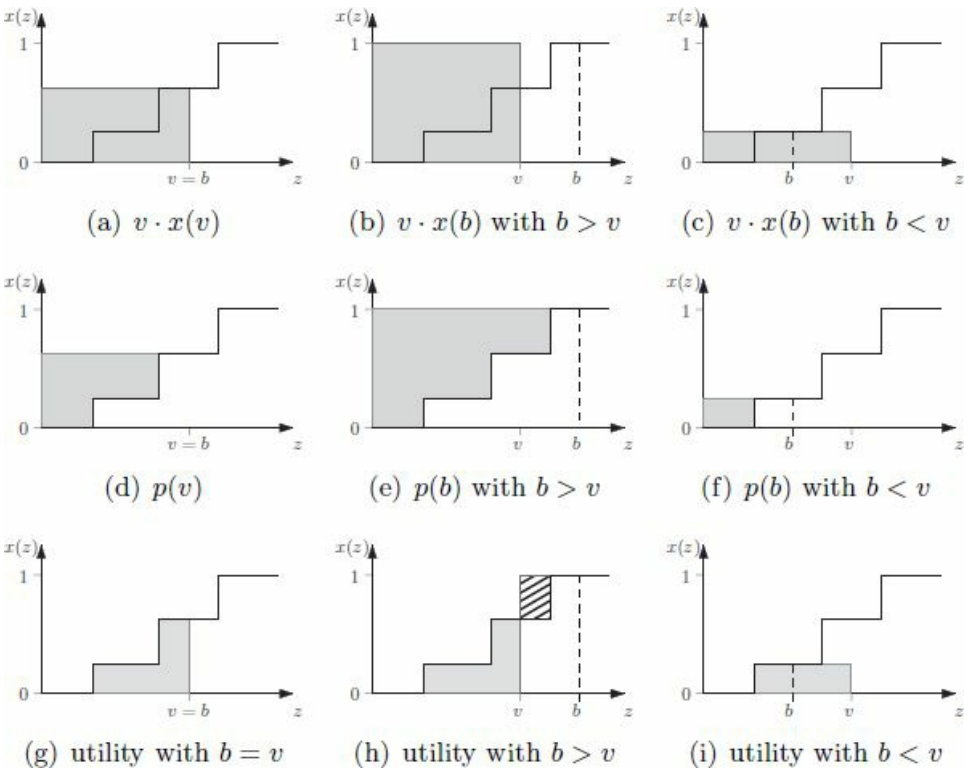 x(z) x(z) x(z)
1 1 1
0 0 0
v = b z v b z b v z
(a) v · x(v) (b) v · x(b) with b > v (c) v · x(b) with b < v
x(z) x(z) x(z)
1 1 1
0 0 0
v = b z v b z b v z
(d) p(v) (e) p(b) with b > v (f) p(b) with b < v
x(z) x(z) x(z)
1 1 1
0 0 0
v = b z v b z b v z
(g) utility with b = v (h) utility with b > v (i) utility with b < v